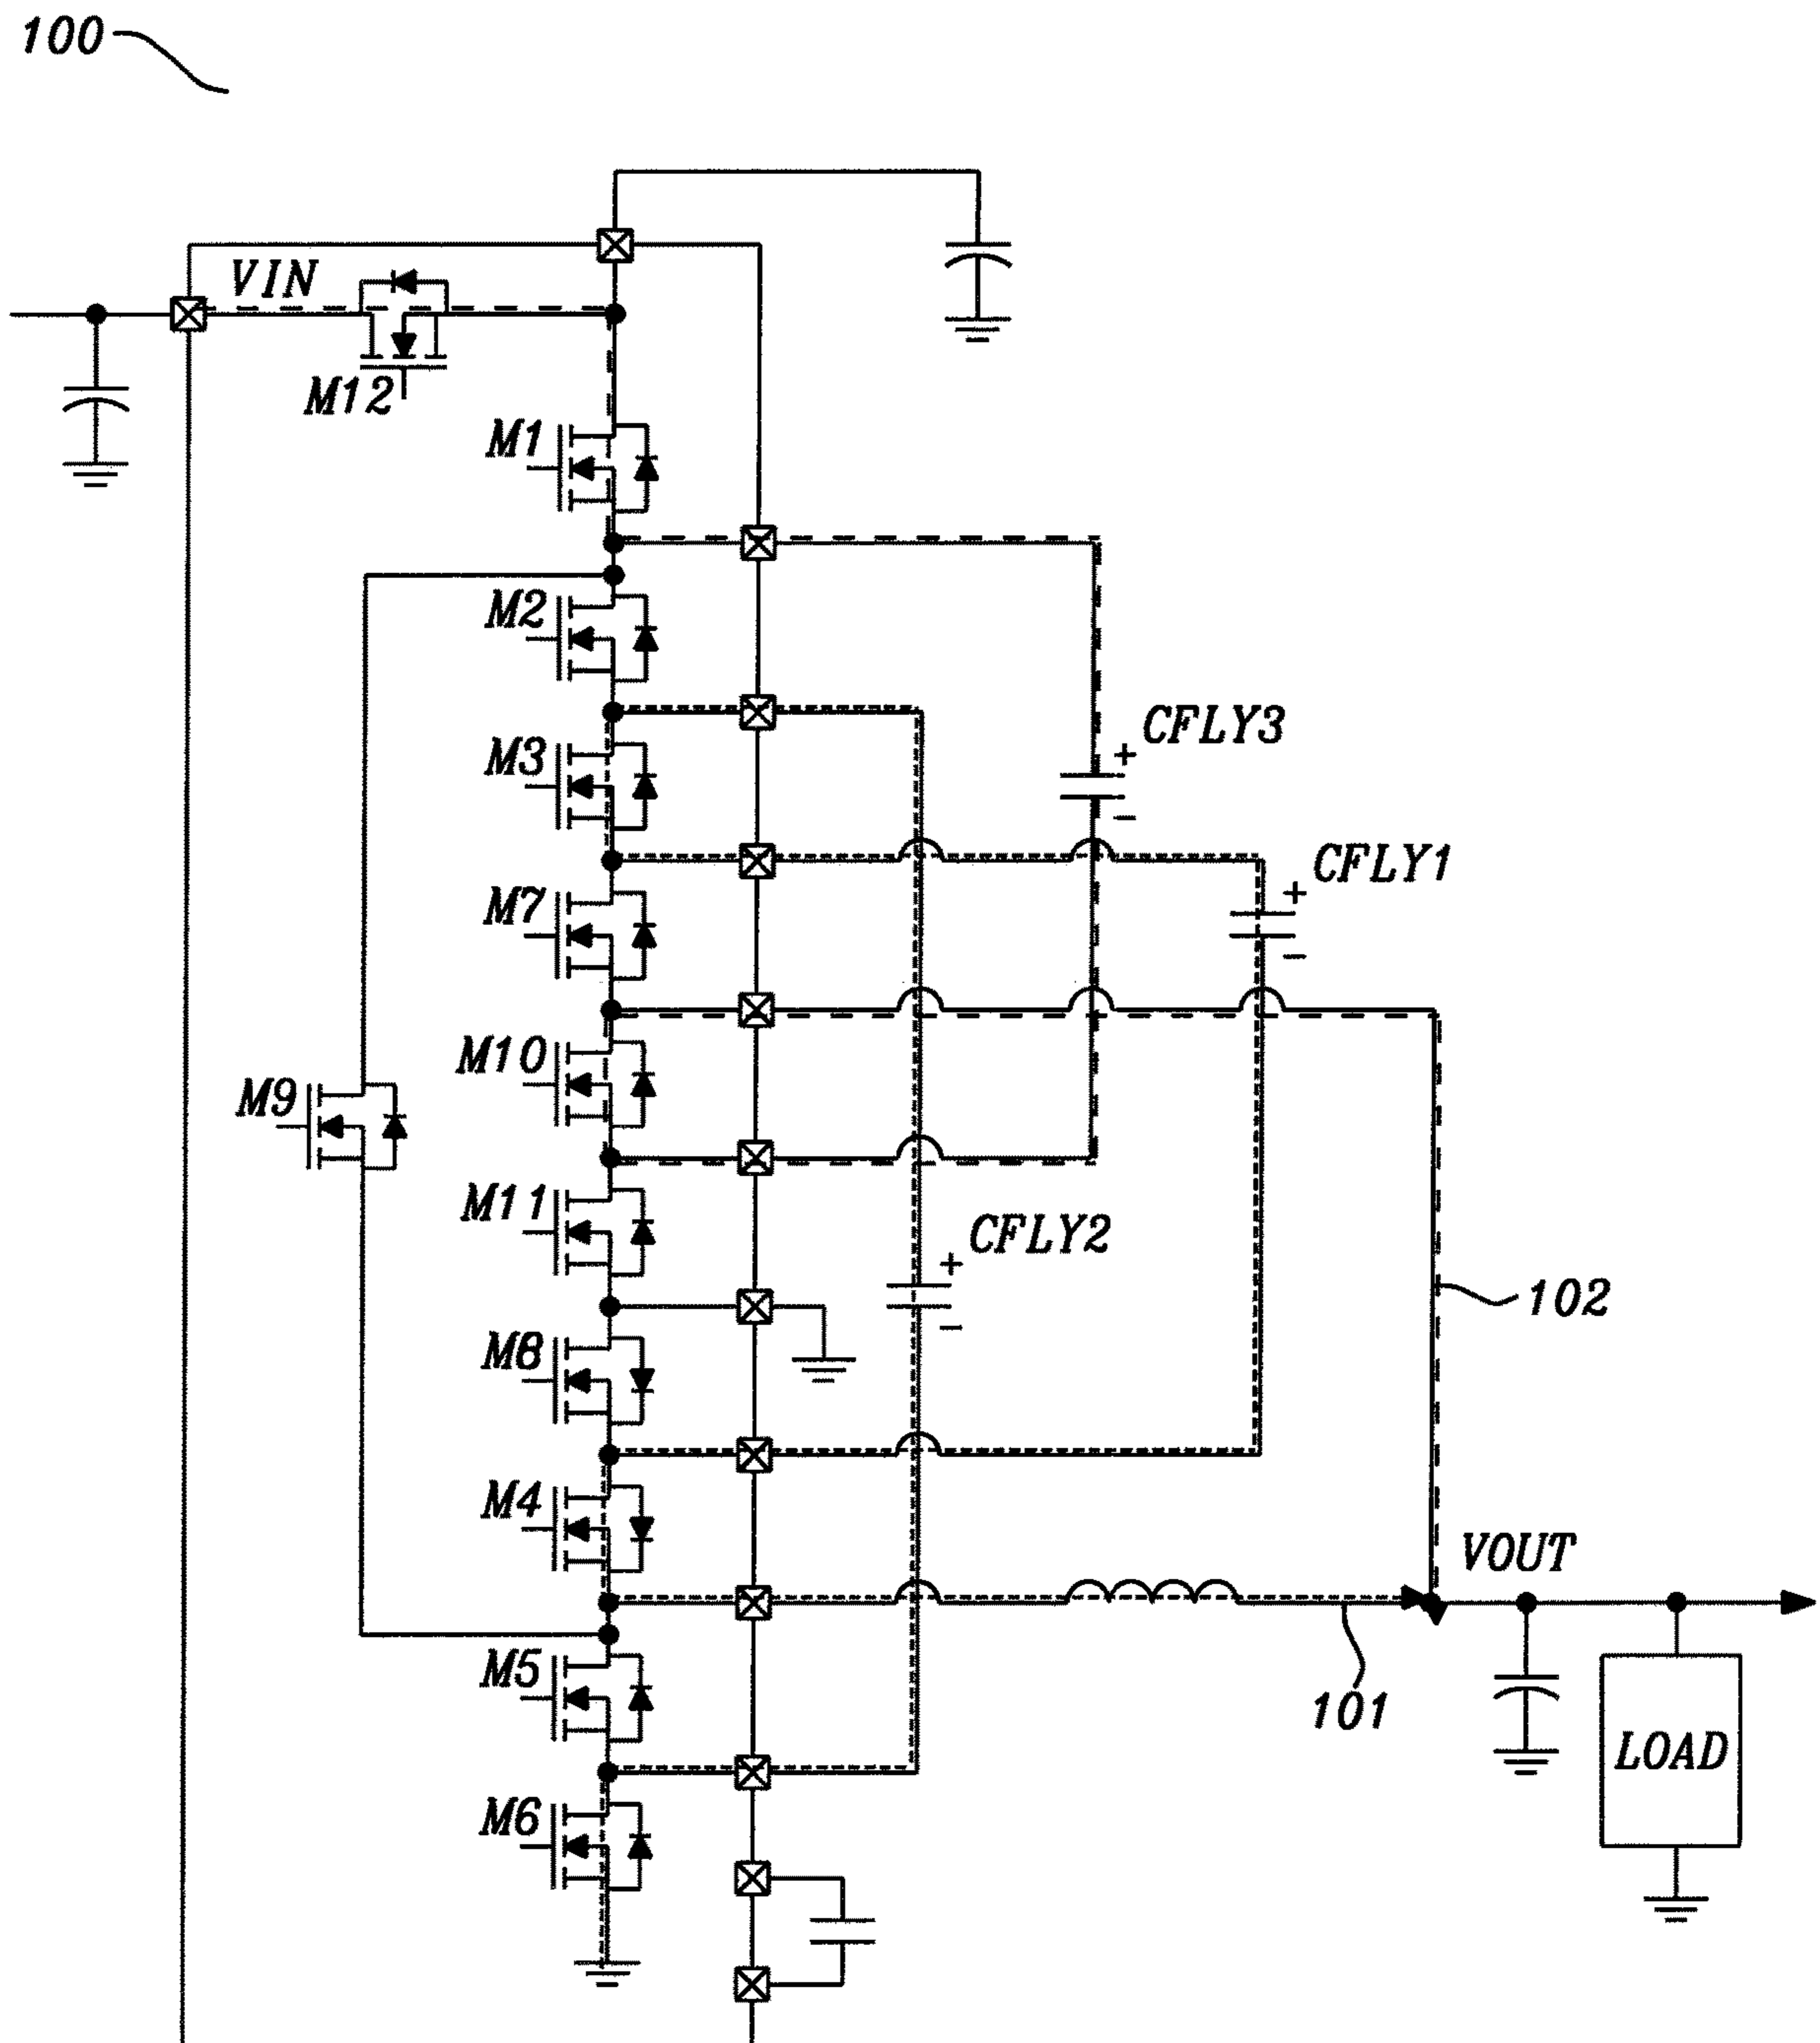 100
VIN
M12
M1
M2
CFLY3
+
-
M3
CFLY1
+
-
M7
M10
M9
M11
CFLY2
+
-
102
M8
M4
VOUT
M5
101
LOAD
M6